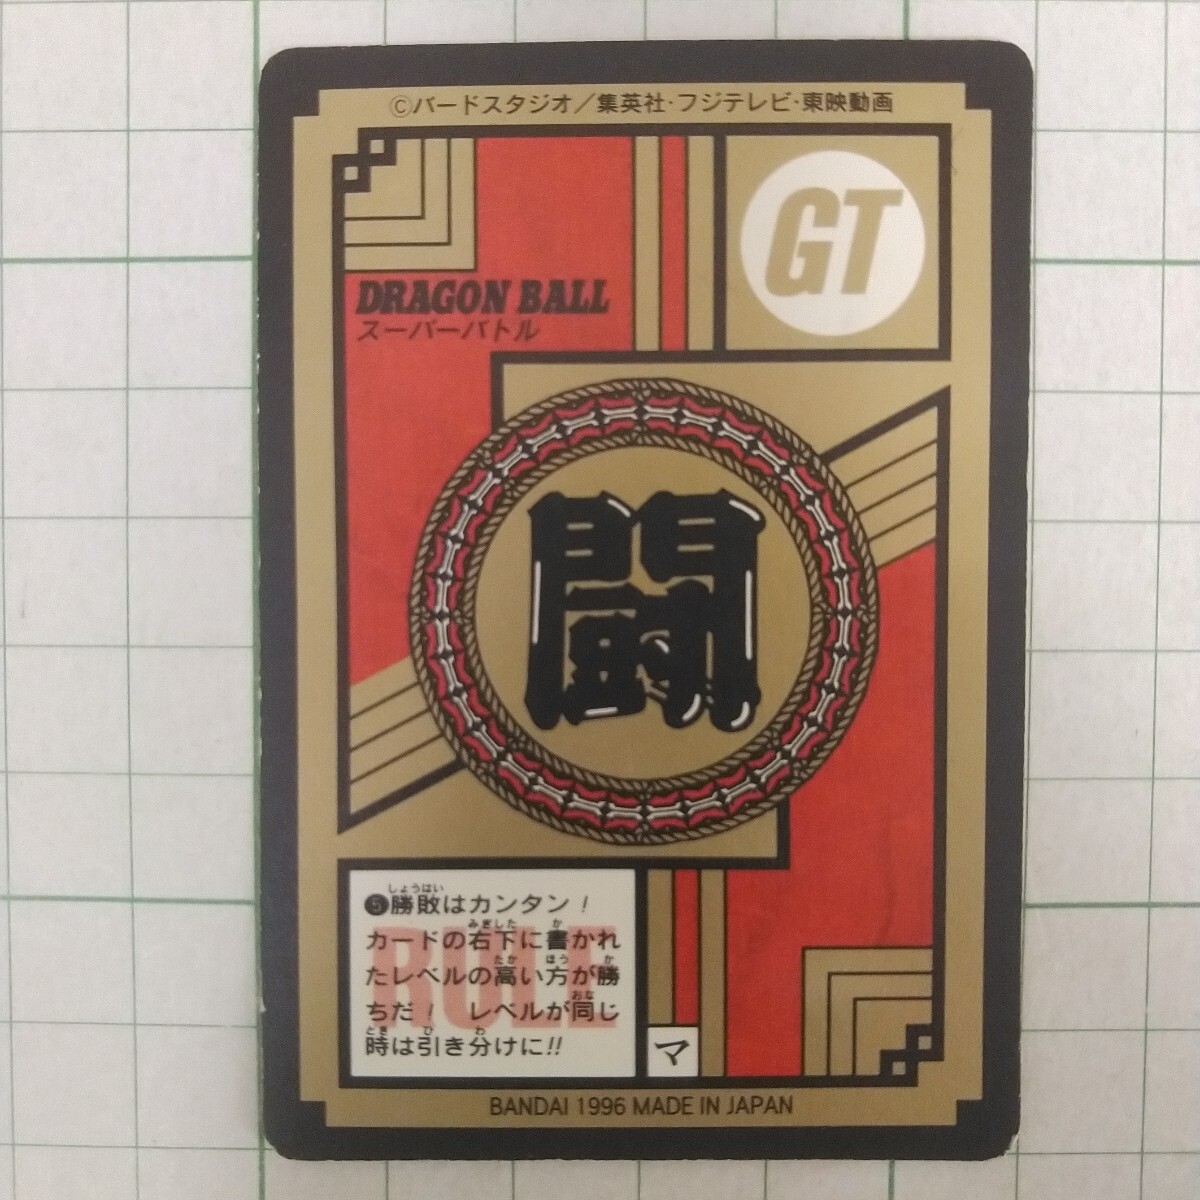 ©バードスタジオ／集英社・フジテレビ・東映動画
GT
DRAGON BALL
スーパーバトル
闘
RULE
しょうはい
❺勝敗はカンタン！
みぎした か
カードの右下に書かれ
たか ほう か
たレベルの高い方が勝
おな
ちだ！ レベルが同じ
とき ひ わ
時は引き分けに!!
マ
BANDAI 1996 MADE IN JAPAN